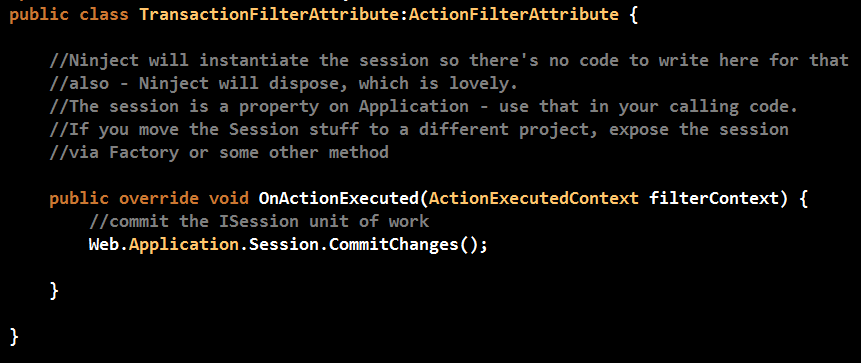 public class TransactionFilterAttribute:ActionFilterAttribute {
//Ninject will instantiate the session so there's no code to write here for that
//also - Ninject will dispose, which is lovely.
//The session is a property on Application - use that in your calling code.
//If you move the Session stuff to a different project, expose the session
//via Factory or some other method
public override void OnActionExecuted(ActionExecutedContext filterContext) {
//commit the ISession unit of work
Web.Application.Session.CommitChanges();
}
}